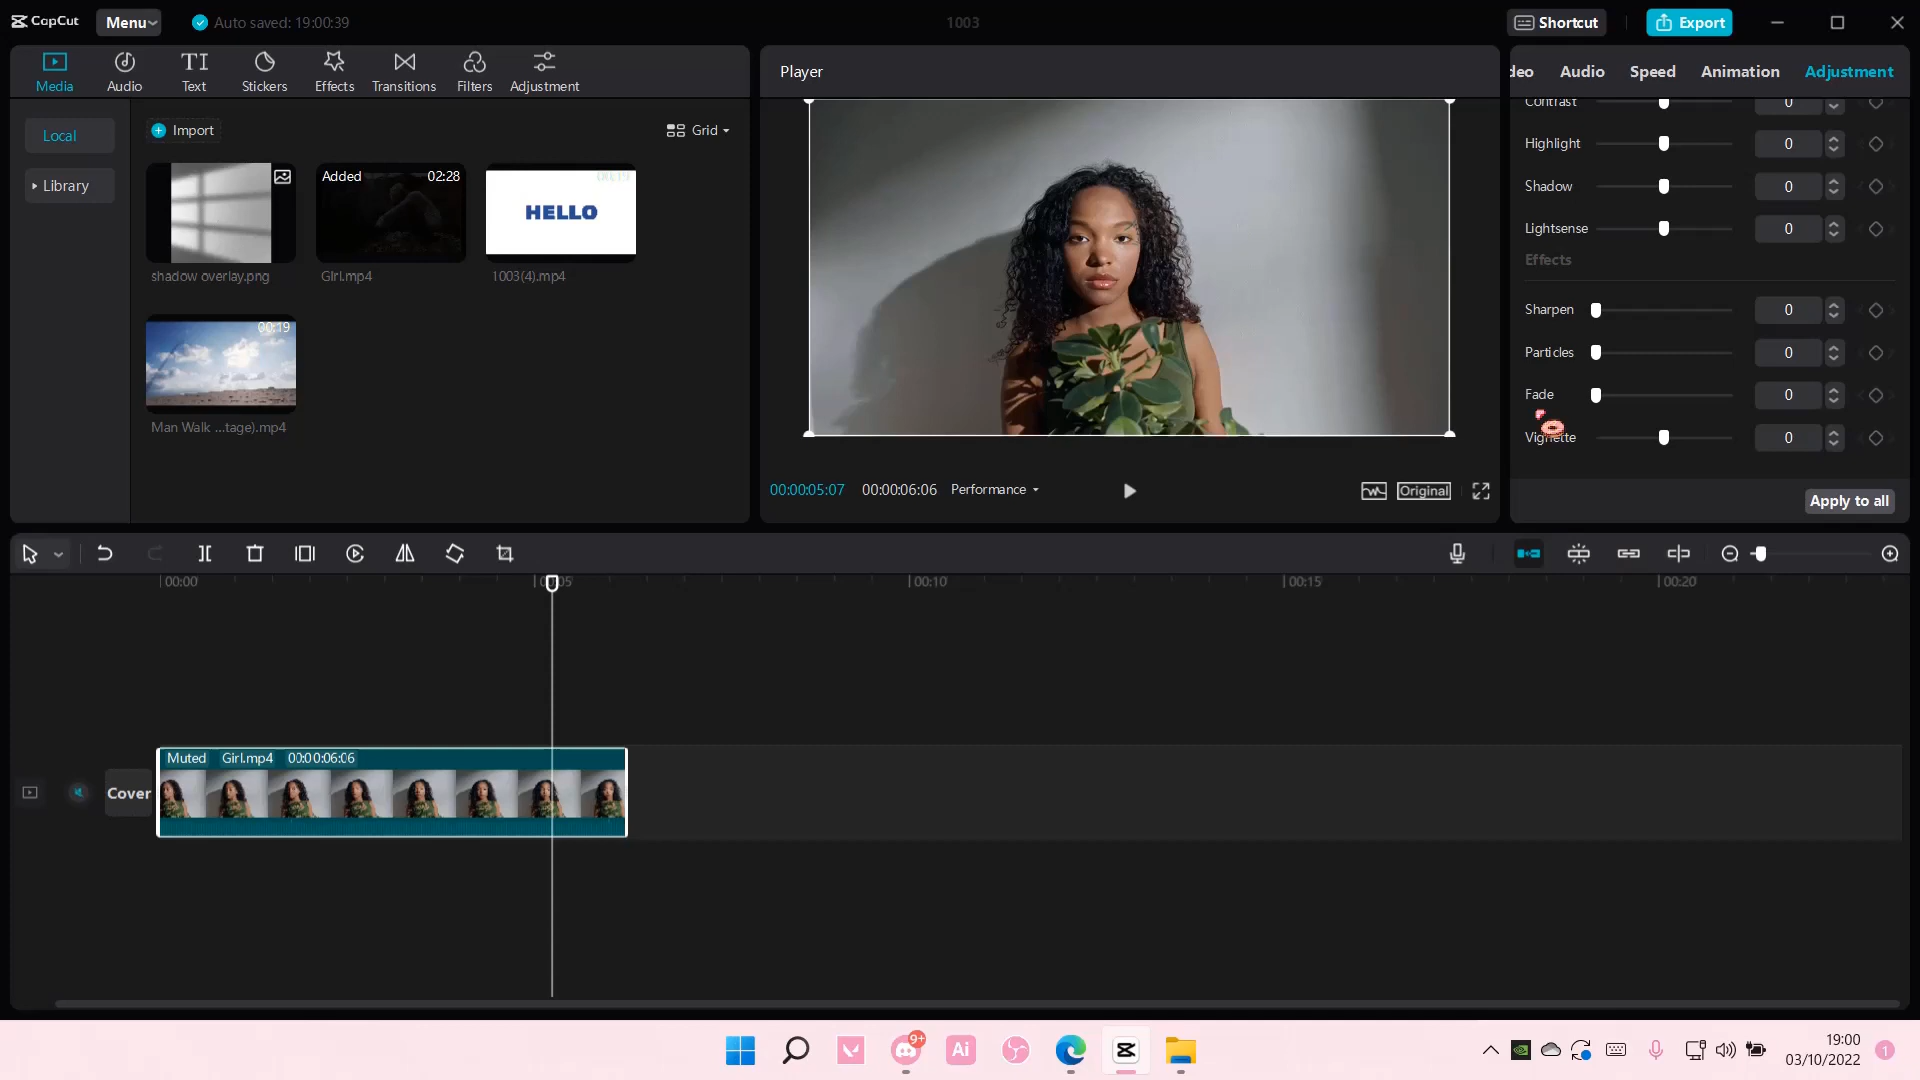 CapCut Menu Auto saved: 19:00:39 1003 Shortcut Export
Media Audio Text Stickers Effects Transitions Filters Adjustment
Local
Library
Import Grid
Added 02:28
00:19
HELLO
shadow overlay.png Girl.mp4 1003(4).mp4
00:19
Man Walk ...tage).mp4
Player
00:00:05:07 00:00:06:06 Performance Original
deo Audio Speed Animation Adjustment
Contrast 0
Highlight 0
Shadow 0
Lightsense 0
Effects
Sharpen 0
Particles 0
Fade 0
Vignette 0
Apply to all
00:00 00:05 00:10 00:15 00:20
Muted Girl.mp4 00:00:06:06
Cover
9+ Ai
19:00
03/10/2022 1